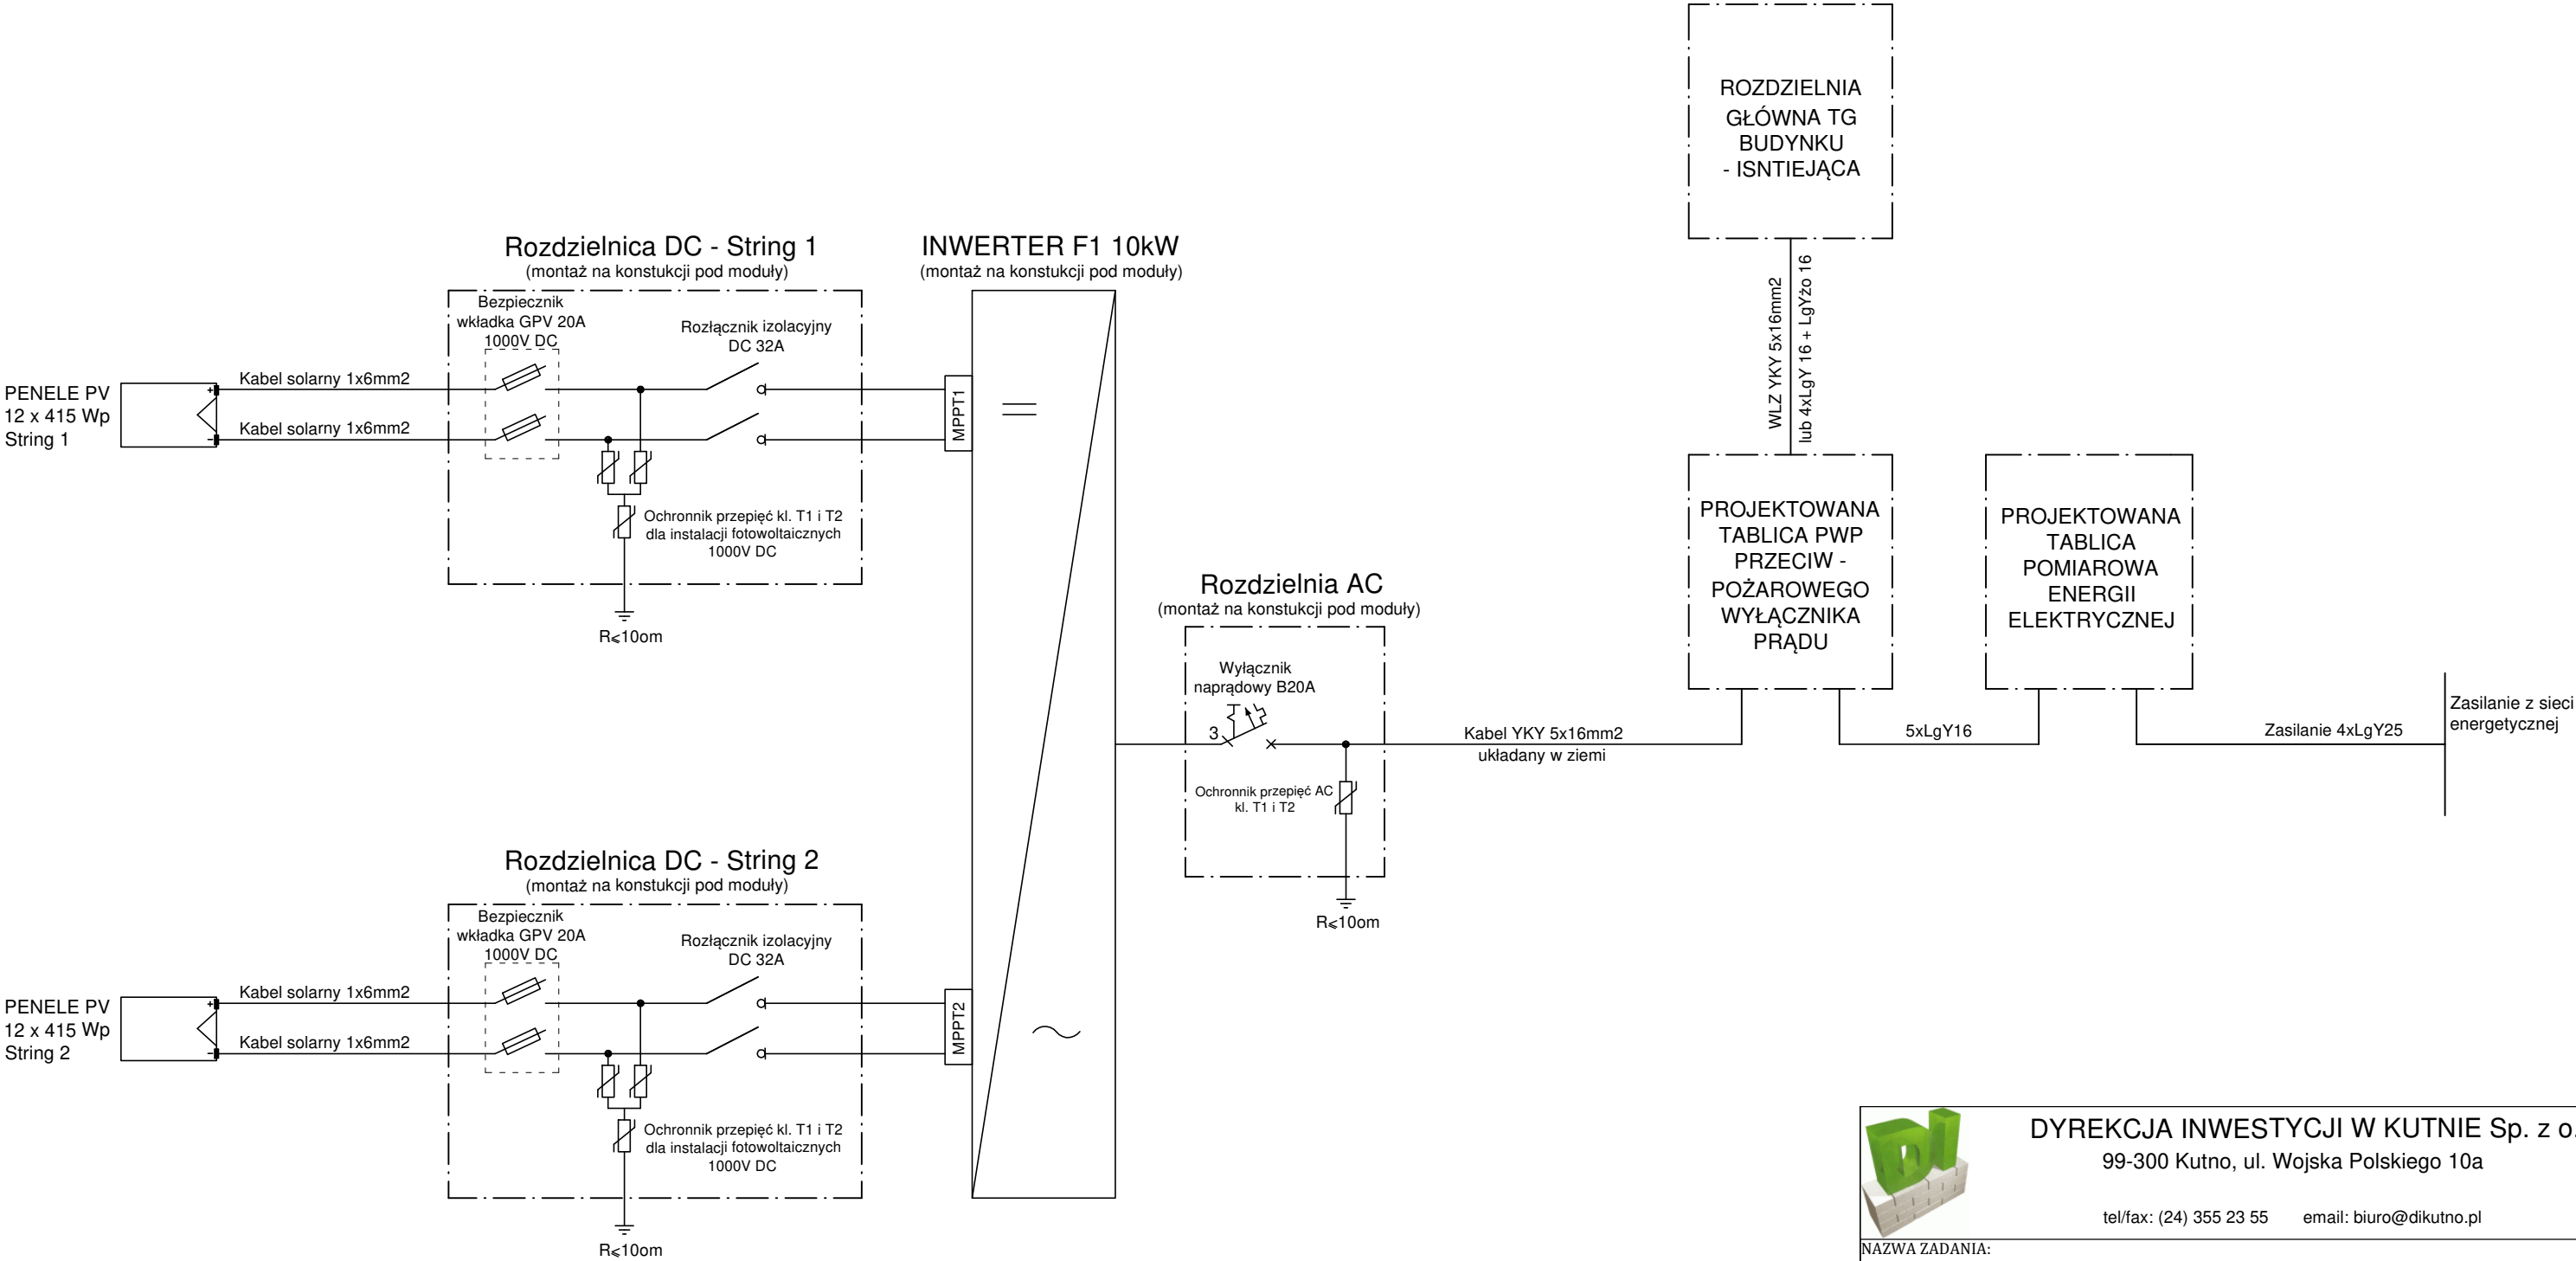 ROZDZIELNIA
GŁÓWNA TG
BUDYNKU
- ISNTIEJĄCA
WLZ YKY 5x16mm2
lub 4xLgY 16 + LgYżo 16
Rozdzielnica DC - String 1
(montaż na konstukcji pod moduły)
Bezpiecznik
wkładka GPV 20A
1000V DC
Rozłącznik izolacyjny
DC 32A
PENELE PV
12 x 415 Wp
String 1
+
-
Kabel solarny 1x6mm2
Kabel solarny 1x6mm2
Ochronnik przepięć kl. T1 i T2
dla instalacji fotowoltaicznych
1000V DC
R⩽10om
INWERTER F1 10kW
(montaż na konstukcji pod moduły)
MPPT1
Rozdzielnia AC
(montaż na konstukcji pod moduły)
Wyłącznik
naprądowy B20A
3
Ochronnik przepięć AC
kl. T1 i T2
R⩽10om
Kabel YKY 5x16mm2
układany w ziemi
PROJEKTOWANA
TABLICA PWP
PRZECIW -
POŻAROWEGO
WYŁĄCZNIKA
PRĄDU
5xLgY16
PROJEKTOWANA
TABLICA
POMIAROWA
ENERGII
ELEKTRYCZNEJ
Zasilanie 4xLgY25
Zasilanie z sieci
energetycznej
Rozdzielnica DC - String 2
(montaż na konstukcji pod moduły)
Bezpiecznik
wkładka GPV 20A
1000V DC
Rozłącznik izolacyjny
DC 32A
PENELE PV
12 x 415 Wp
String 2
+
-
Kabel solarny 1x6mm2
Kabel solarny 1x6mm2
Ochronnik przepięć kl. T1 i T2
dla instalacji fotowoltaicznych
1000V DC
R⩽10om
MPPT2
DI
DYREKCJA INWESTYCJI W KUTNIE Sp. z o.
99-300 Kutno, ul. Wojska Polskiego 10a
tel/fax: (24) 355 23 55 email: biuro@dikutno.pl
NAZWA ZADANIA: